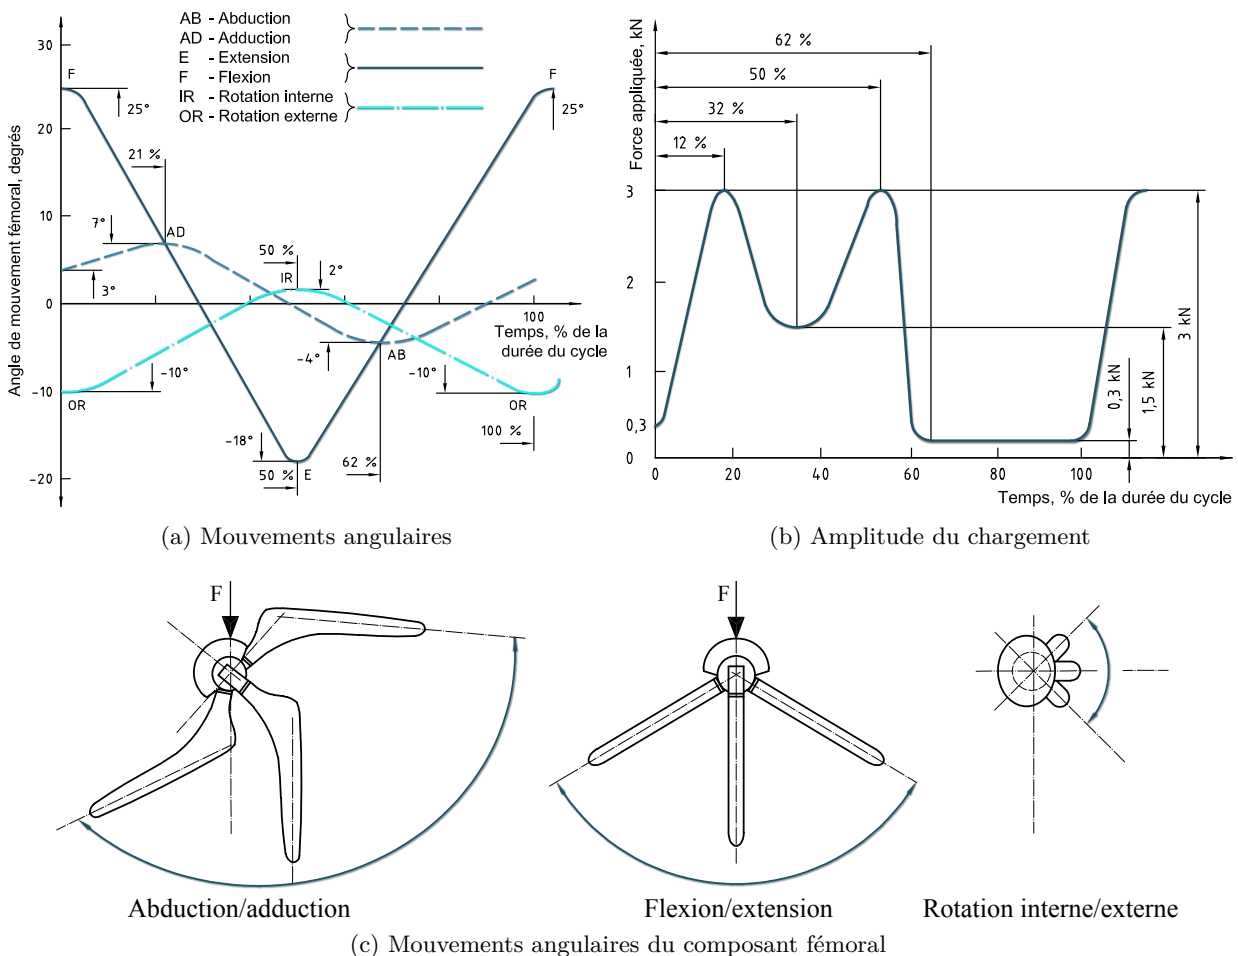 AB - Abduction
AD - Adduction
E - Extension
F - Flexion
IR - Rotation interne
OR - Rotation externe
Angle de mouvement fémoral, degrés
30
20
10
0
-10
-20
F
25°
21 %
7°
AD
3°
50 %
IR
2°
F
25°
100
Temps, % de la
durée du cycle
-4°
AB
-10°
-10°
OR
OR
-18°
100 %
50 %
E
62 %
(a) Mouvements angulaires
Force appliquée, kN
62 %
50 %
32 %
12 %
3
2
1
0,3
0
0
20
40
60
80
100
0,3 kN
1,5 kN
3 kN
Temps, % de la durée du cycle
(b) Amplitude du chargement
F
F
Abduction/adduction
Flexion/extension
Rotation interne/externe
(c) Mouvements angulaires du composant fémoral